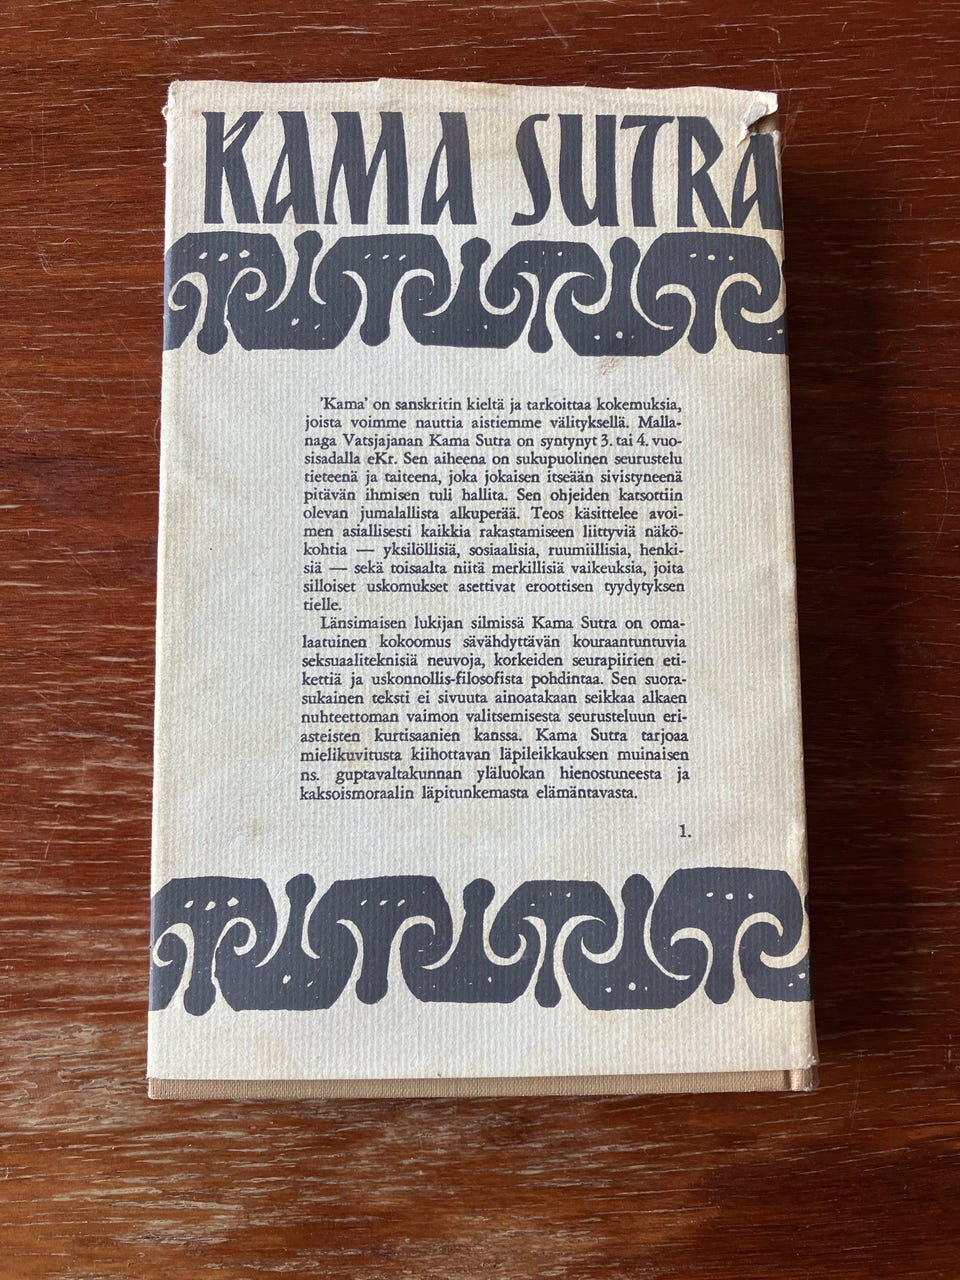 KAMA SUTRA
'Kama' on sanskritin kieltä ja tarkoittaa kokemuksia,
joista voimme nauttia aistiemme välityksellä. Malla-
naga Vatsjajanan Kama Sutra on syntynyt 3. tai 4. vuo-
sisadalla eKr. Sen aiheena on sukupuolinen seurustelu
tieteenä ja taiteena, joka jokaisen itseään sivistyneenä
pitävän ihmisen tuli hallita. Sen ohjeiden katsottiin
olevan jumalallista alkuperää. Teos käsittelee avoi-
men asiallisesti kaikkia rakastamiseen liittyviä näkö-
kohtia — yksilöllisiä, sosiaalisia, ruumiillisia, henki-
siä — sekä toisaalta niitä merkillisiä vaikeuksia, joita
silloiset uskomukset asettivat eroottisen tyydytyksen
tielle.
Länsimaisen lukijan silmissä Kama Sutra on oma-
laatuinen kokoomus sävähdyttävän kouraantuntuvia
seksuaaliteknisiä neuvoja, korkeiden seurapiirien eti-
kettiä ja uskonnollis-filosofista pohdintaa. Sen suora-
sukainen teksti ei sivuuta ainoatakaan seikkaa alkaen
nuhteettoman vaimon valitsemisesta seurusteluun eri-
asteisten kurtisaanien kanssa. Kama Sutra tarjoaa
mielikuvitusta kiihottavan läpileikkauksen muinaisen
ns. guptavaltakunnan yläluokan hienostuneesta ja
kaksoismoraalin läpitunkemasta elämäntavasta.
1.